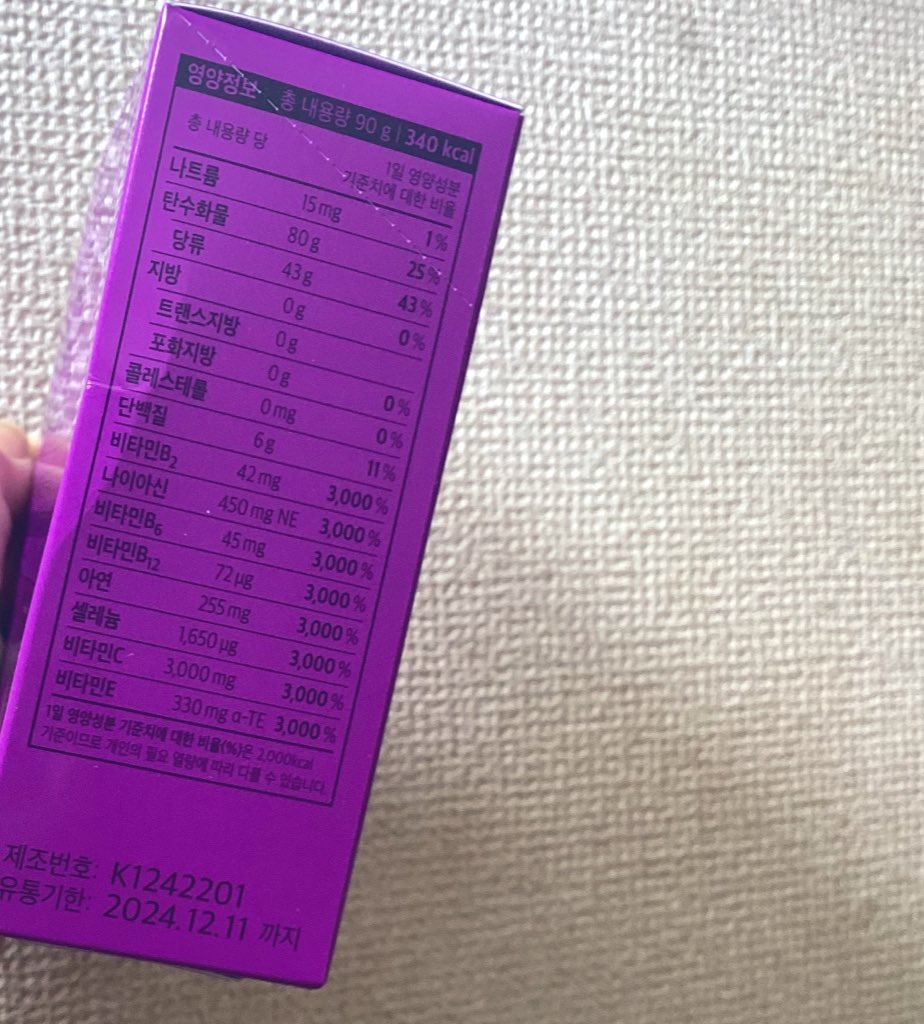 영양정보 총 내용량 90 g | 340 kcal
총 내용량 당 1일 영양성분
기준치에 대한 비율
나트륨 15 mg 1 %
탄수화물 80 g 25 %
당류 43 g 43 %
지방 0 g 0 %
트랜스지방 0 g
포화지방 0 g 0 %
콜레스테롤 0 mg 0 %
단백질 6 g 11 %
비타민B2 42 mg 3,000 %
나이아신 450 mg NE 3,000 %
비타민B6 45 mg 3,000 %
비타민B12 72 μg 3,000 %
아연 255 mg 3,000 %
셀레늄 1,650 μg 3,000 %
비타민C 3,000 mg 3,000 %
비타민E 330 mg α-TE 3,000 %
1일 영양성분 기준치에 대한 비율(%)은 2,000kcal
기준이므로 개인의 필요 열량에 따라 다를 수 있습니다.
제조번호: K1242201
유통기한: 2024.12.11 까지